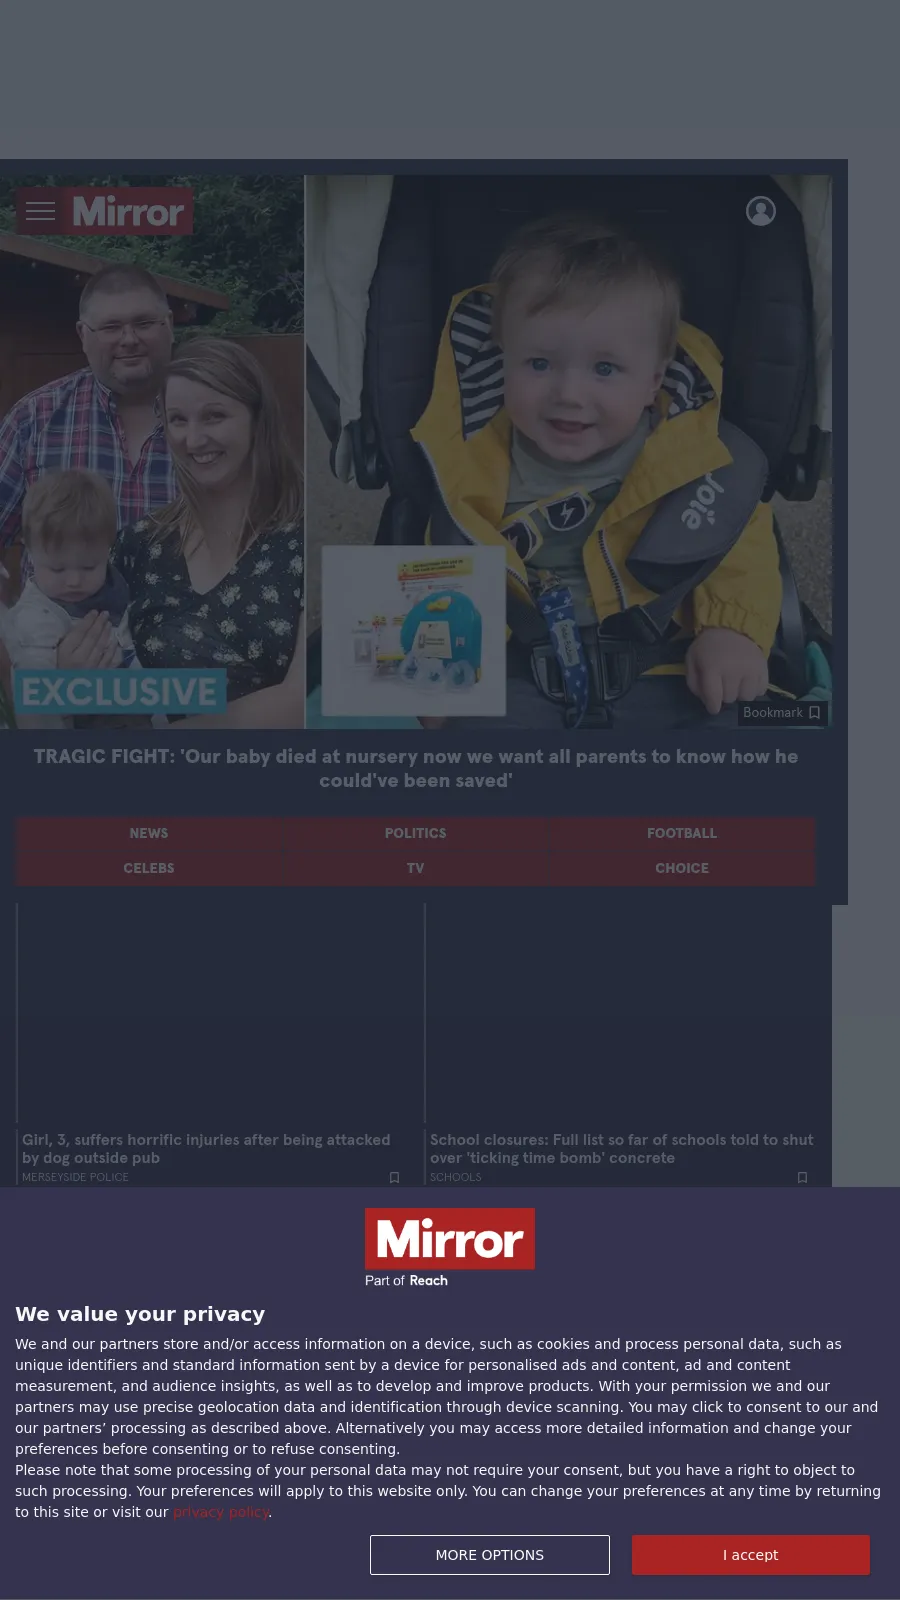 Mirror
Joie
EXCLUSIVE
Bookmark
TRAGIC FIGHT: 'Our baby died at nursery now we want all parents to know how he
could've been saved'
NEWS POLITICS FOOTBALL
CELEBS TV CHOICE
Girl, 3, suffers horrific injuries after being attacked
by dog outside pub
MERSEYSIDE POLICE
School closures: Full list so far of schools told to shut
over 'ticking time bomb' concrete
SCHOOLS
Mirror
Part of Reach
We value your privacy
We and our partners store and/or access information on a device, such as cookies and process personal data, such as
unique identifiers and standard information sent by a device for personalised ads and content, ad and content
measurement, and audience insights, as well as to develop and improve products. With your permission we and our
partners may use precise geolocation data and identification through device scanning. You may click to consent to our and
our partners’ processing as described above. Alternatively you may access more detailed information and change your
preferences before consenting or to refuse consenting.
Please note that some processing of your personal data may not require your consent, but you have a right to object to
such processing. Your preferences will apply to this website only. You can change your preferences at any time by returning
to this site or visit our privacy policy.
MORE OPTIONS I accept